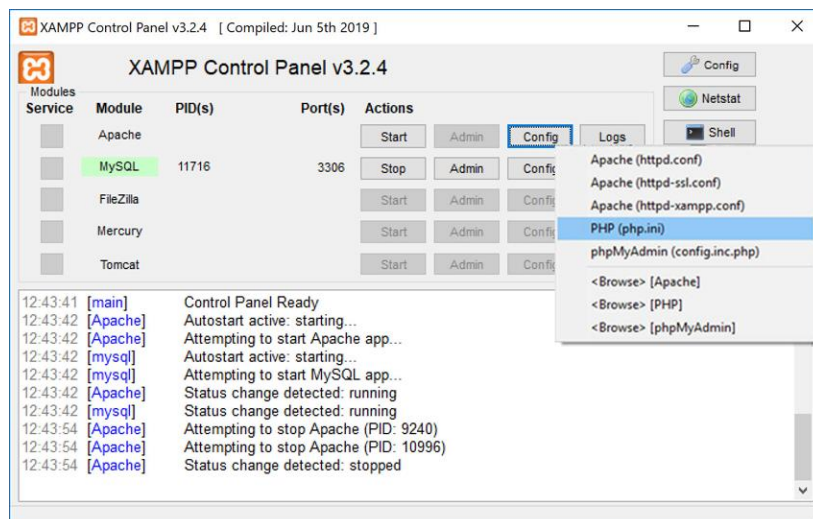 XAMPP Control Panel v3.2.4 [ Compiled: Jun 5th 2019 ]
XAMPP Control Panel v3.2.4
Config
Modules
Netstat
Service Module PID(s) Port(s) Actions
Shell
Apache Start Admin Config Logs
MySQL 11716 3306 Stop Admin Config
FileZilla Start Admin
Mercury Start Admin
Tomcat Start Admin
Apache (httpd.conf)
Apache (httpd-ssl.conf)
Apache (httpd-xampp.conf)
PHP (php.ini)
phpMyAdmin (config.inc.php)
<Browse> [Apache]
<Browse> [PHP]
<Browse> [phpMyAdmin]
12:43:41 [main] Control Panel Ready
12:43:42 [Apache] Autostart active: starting...
12:43:42 [Apache] Attempting to start Apache app...
12:43:42 [mysql] Autostart active: starting...
12:43:42 [mysql] Attempting to start MySQL app...
12:43:42 [Apache] Status change detected: running
12:43:42 [mysql] Status change detected: running
12:43:54 [Apache] Attempting to stop Apache (PID: 9240)
12:43:54 [Apache] Attempting to stop Apache (PID: 10996)
12:43:54 [Apache] Status change detected: stopped